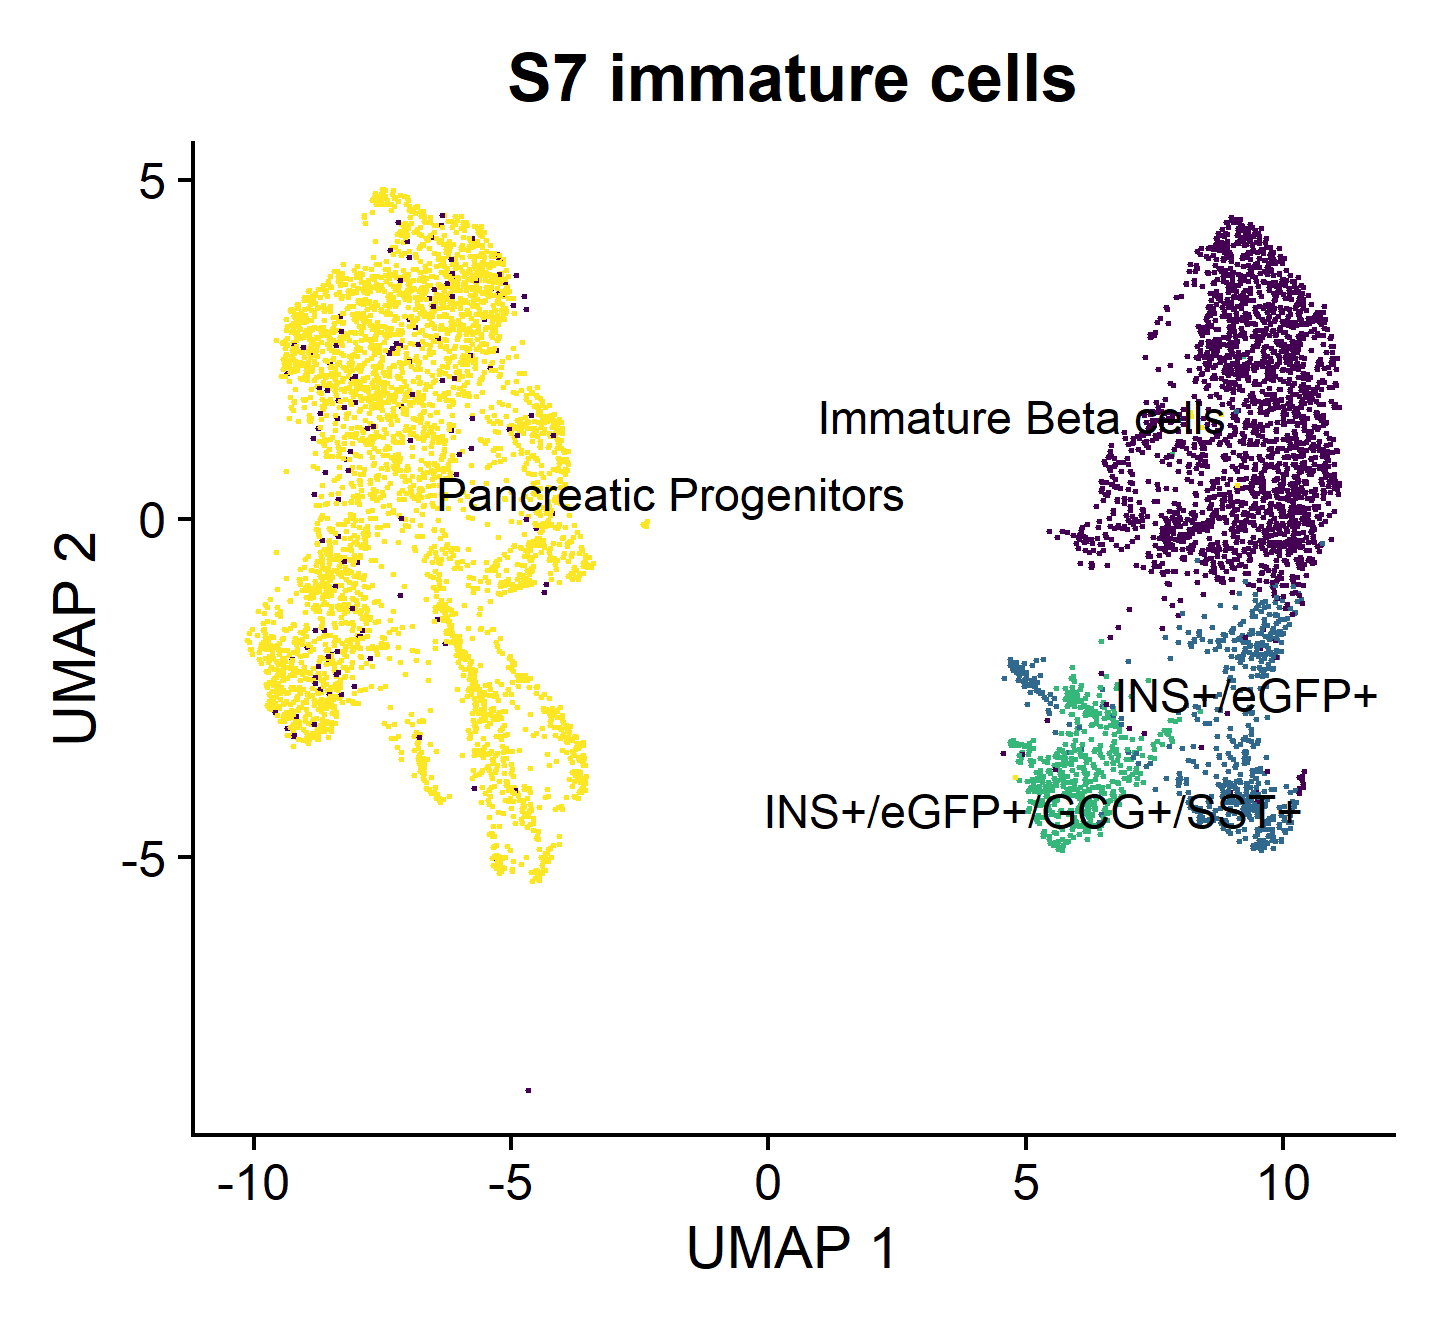 S7 immature cells
5
0
-5
UMAP 2
Immature Beta cells
Pancreatic Progenitors
INS+/eGFP+
INS+/eGFP+/GCG+/SST+
-10
-5
0
5
10
UMAP 1